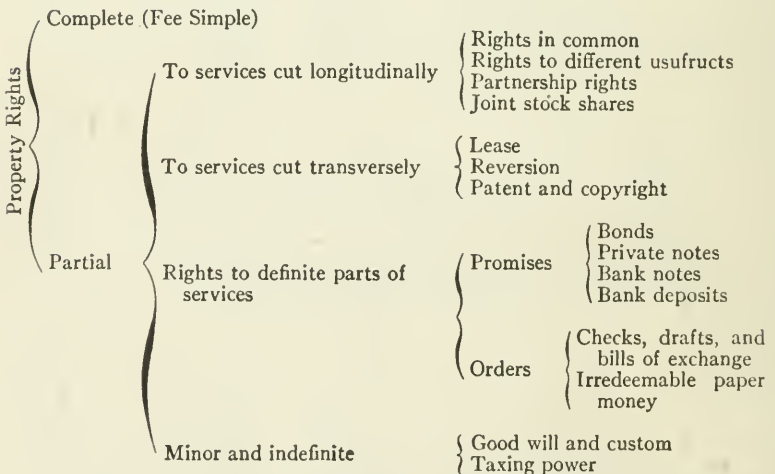 Property Rights
Complete (Fee Simple)
Partial
To services cut longitudinally
Rights in common
Rights to different usufructs
Partnership rights
Joint stock shares
To services cut transversely
Lease
Reversion
Patent and copyright
Rights to definite parts of
services
Promises
Bonds
Private notes
Bank notes
Bank deposits
Orders
Checks, drafts, and
bills of exchange
Irredeemable paper
money
Minor and indefinite
Good will and custom
Taxing power